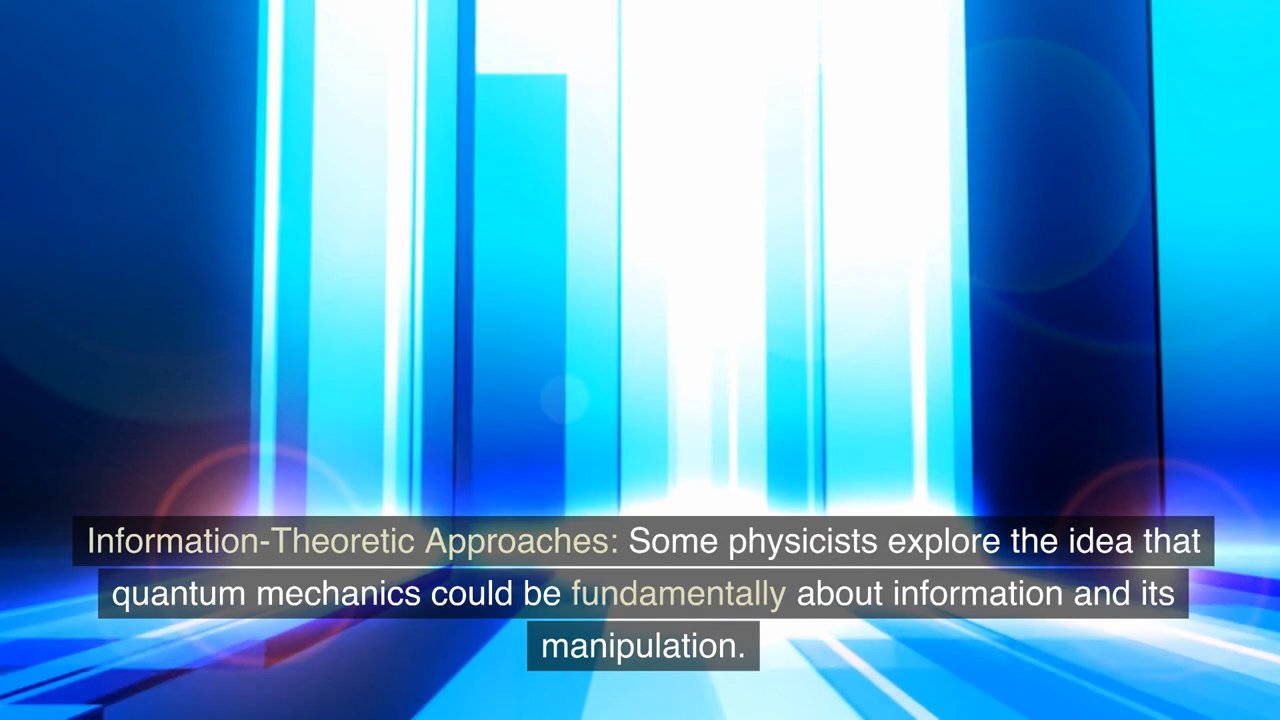 Information-Theoretic Approaches: Some physicists explore the idea that
quantum mechanics could be fundamentally about information and its
manipulation.